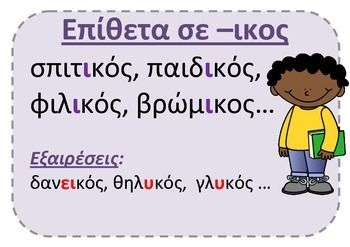 Επίθετα σε –ικος
σπιτικός, παιδικός,
φιλικός, βρώμικος...
Εξαιρέσεις:
δανεικός, θηλυκός, γλυκός ...